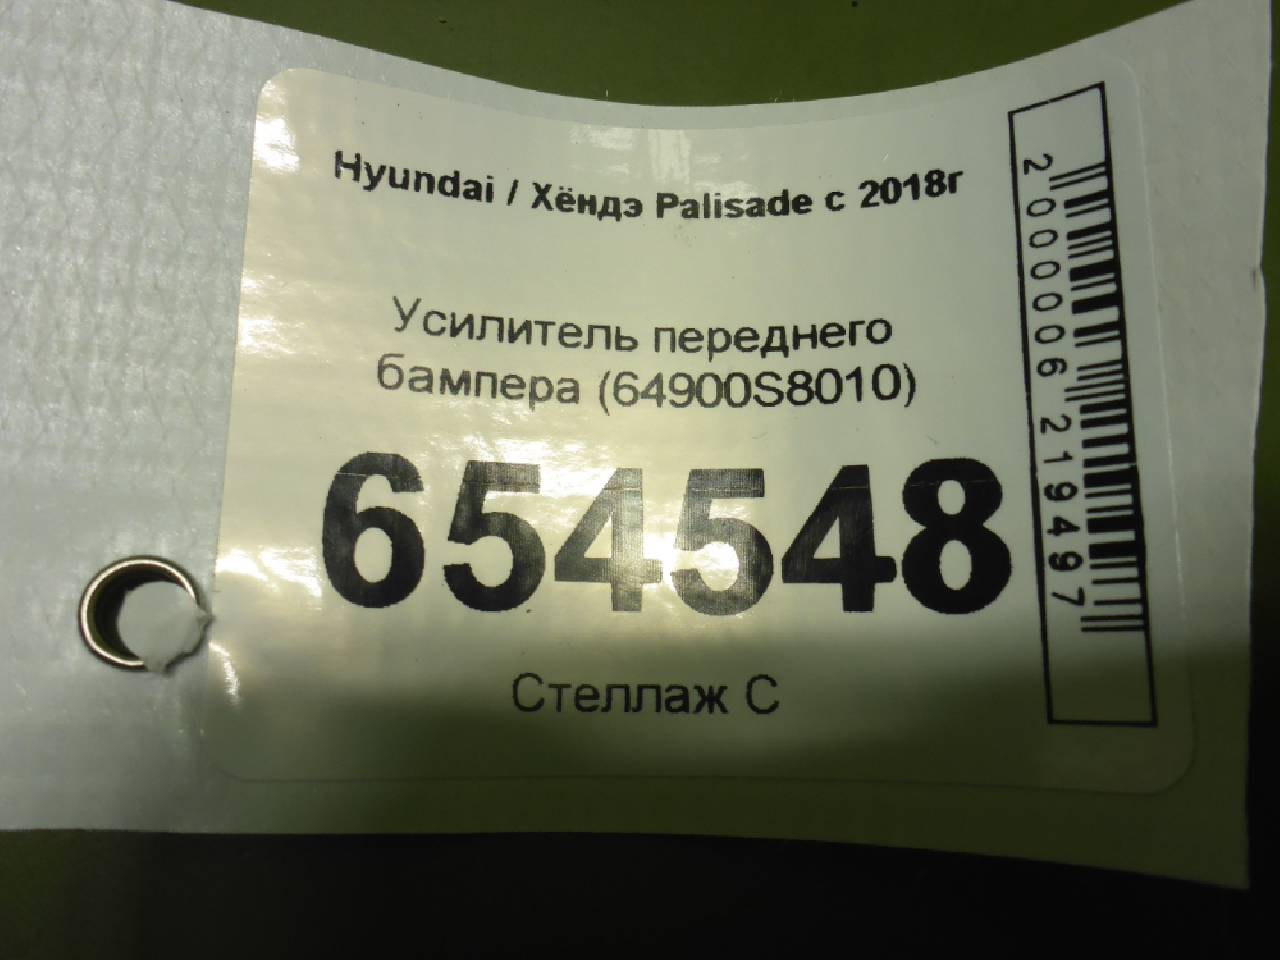 Hyundai / Хёндэ Palisade с 2018г
Усилитель переднего
бампера (64900S8010)
654548
Стеллаж С
2000006219497